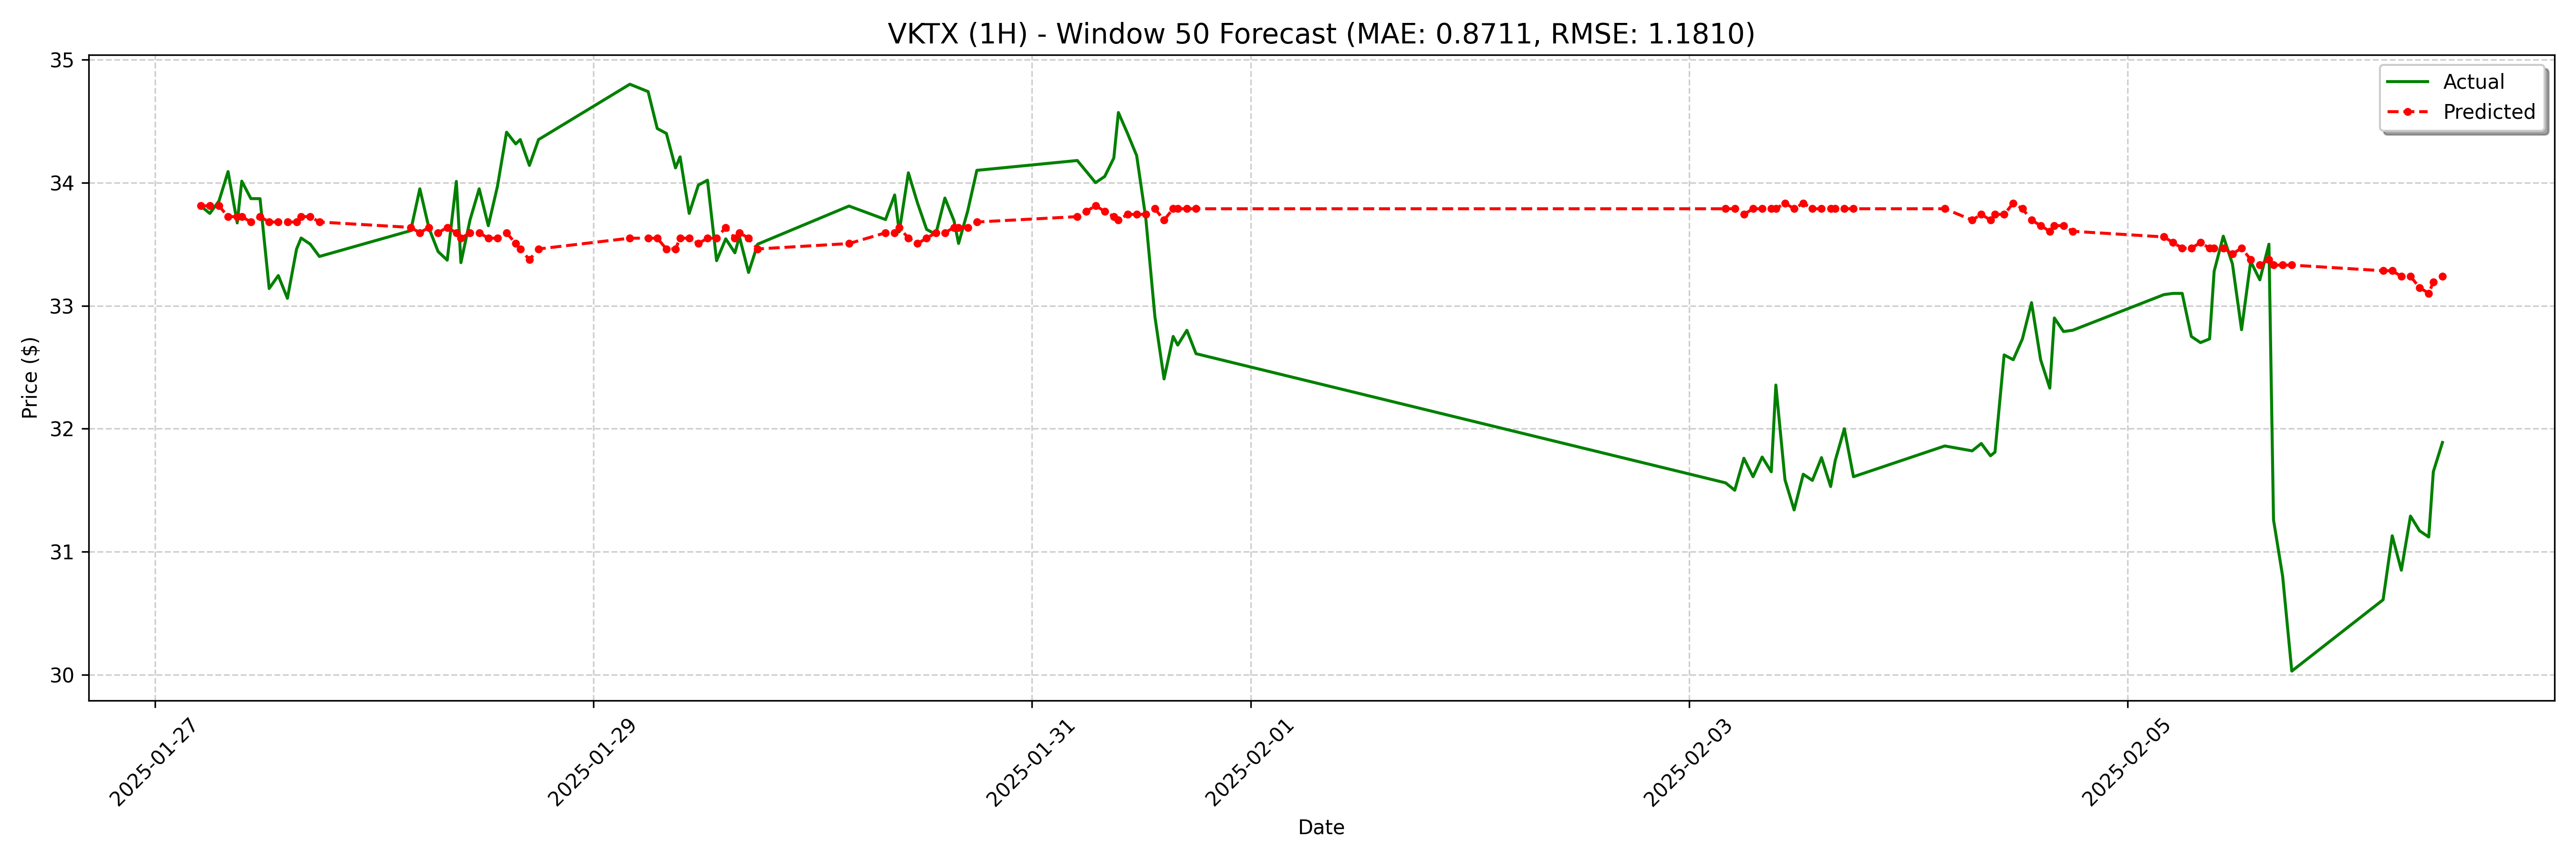 VKTX (1H) - Window 50 Forecast (MAE: 0.8711, RMSE: 1.1810)
Actual
Predicted
Price ($)
35
34
33
32
31
30
2025-01-27
2025-01-29
2025-01-31
2025-02-01
2025-02-03
2025-02-05
Date